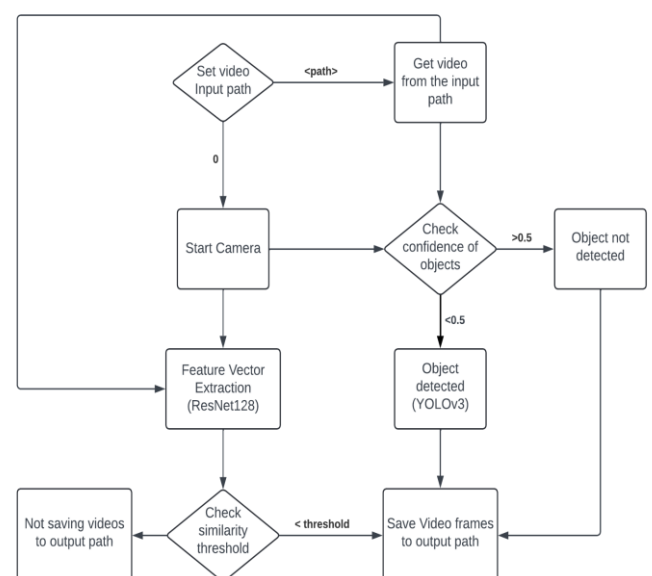 Set video
Input path
<path>
Get video
from the input
path
0
Start Camera
Check
confidence of
objects
>0.5
Object not
detected
<0.5
Feature Vector
Extraction
(ResNet128)
Object
detected
(YOLOv3)
Not saving videos
to output path
Check
similarity
threshold
< threshold
Save Video frames
to output path